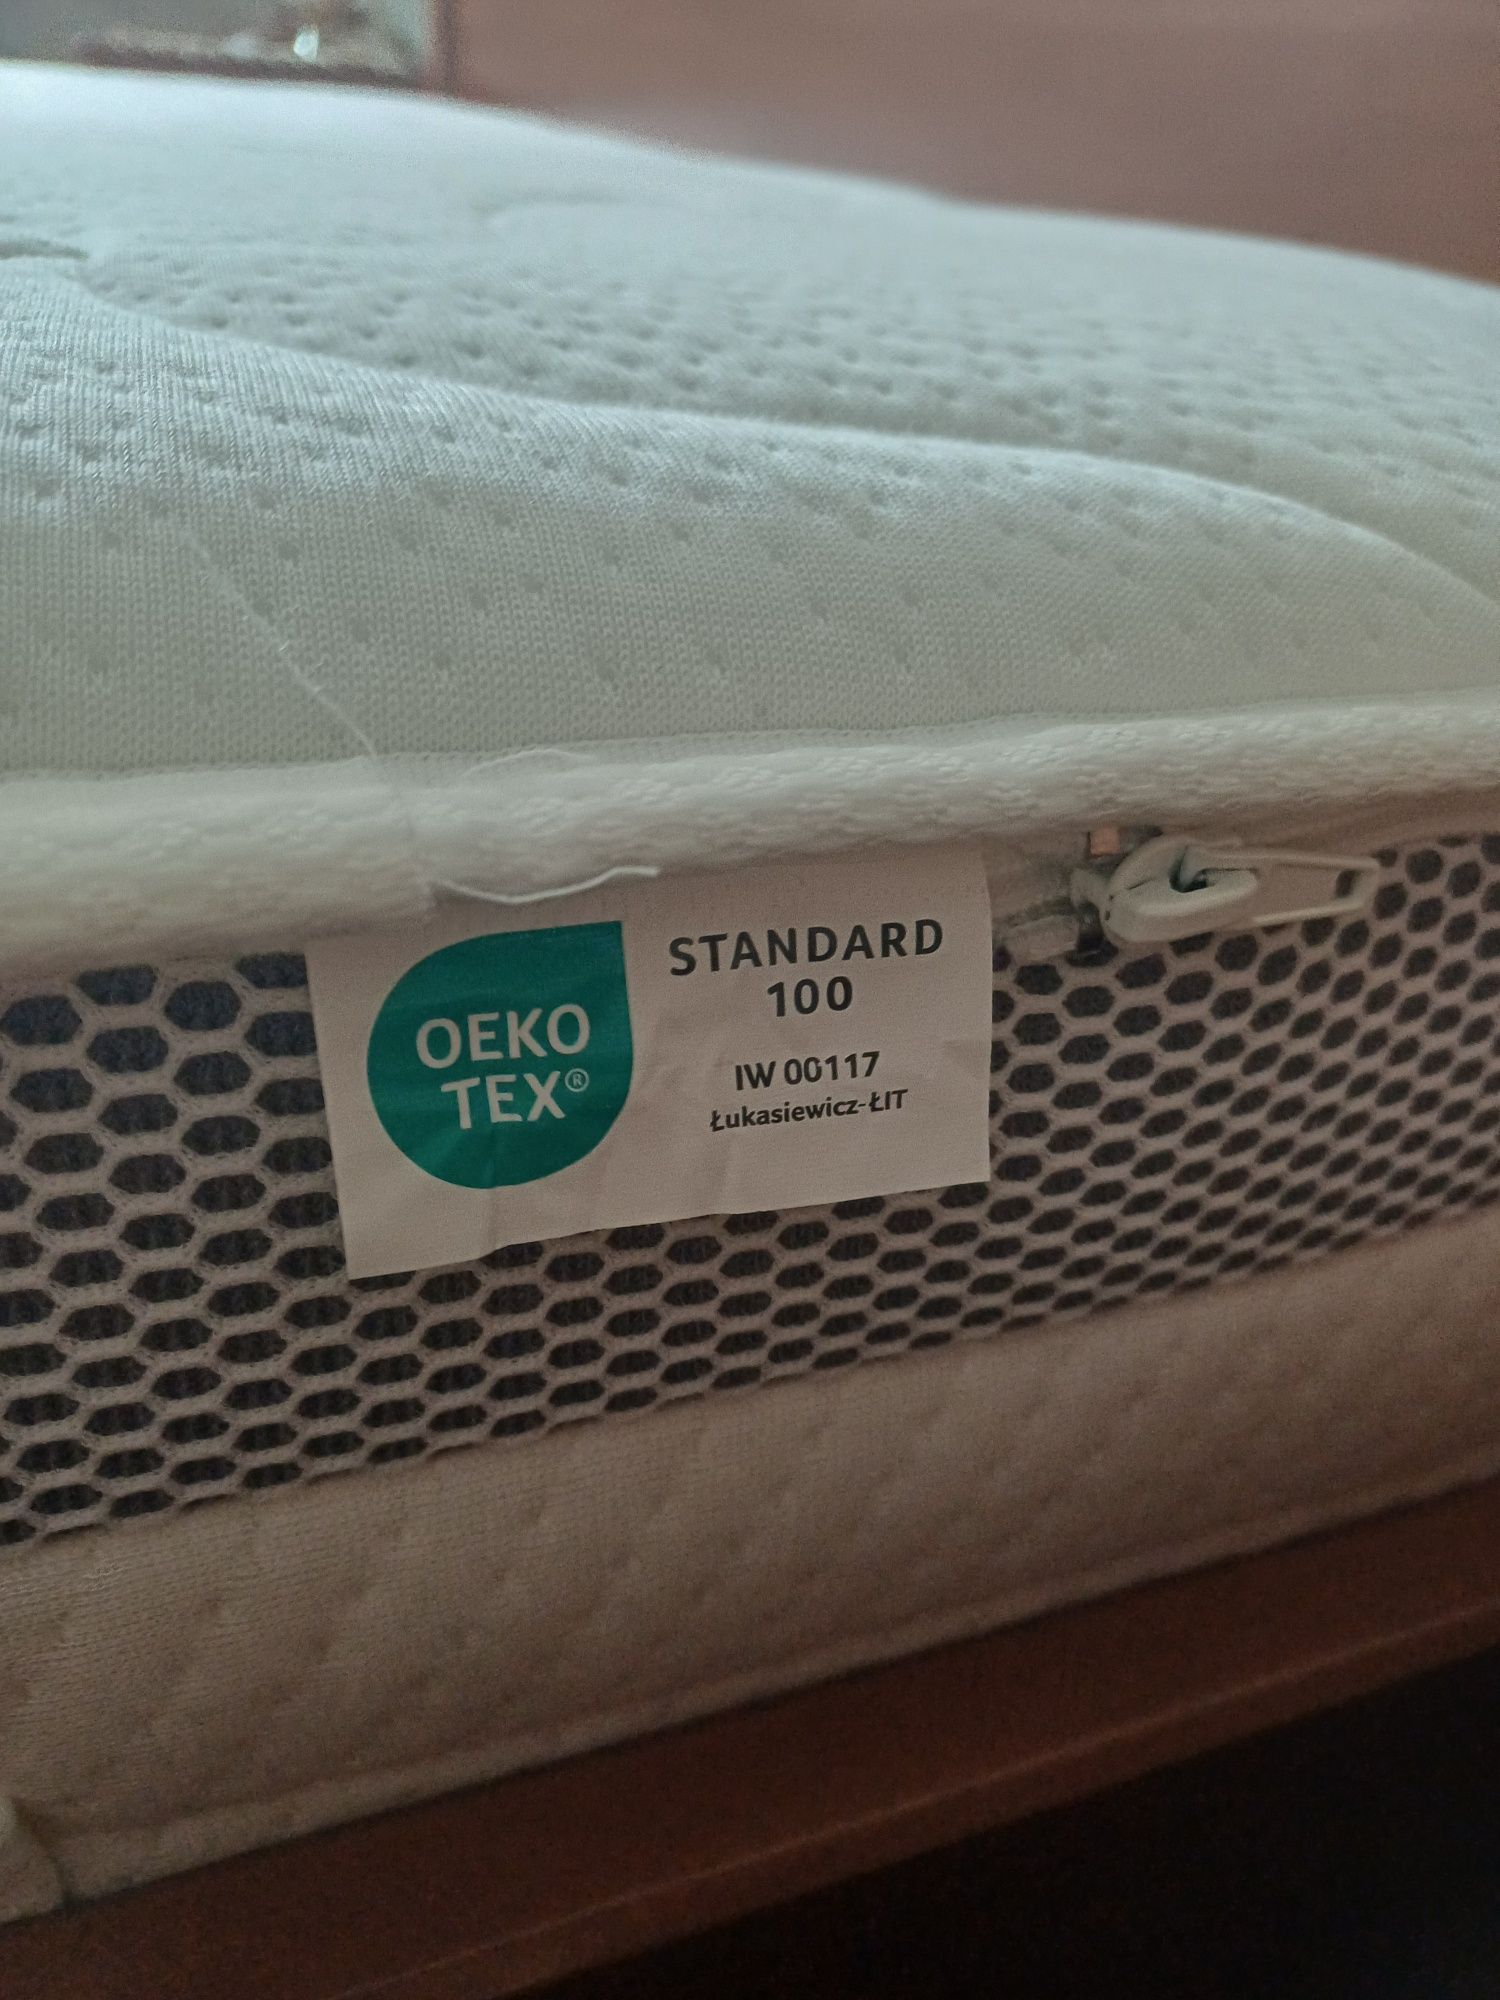 OEKO
TEX®
STANDARD
100
IW 00117
Łukasiewicz-ŁIT